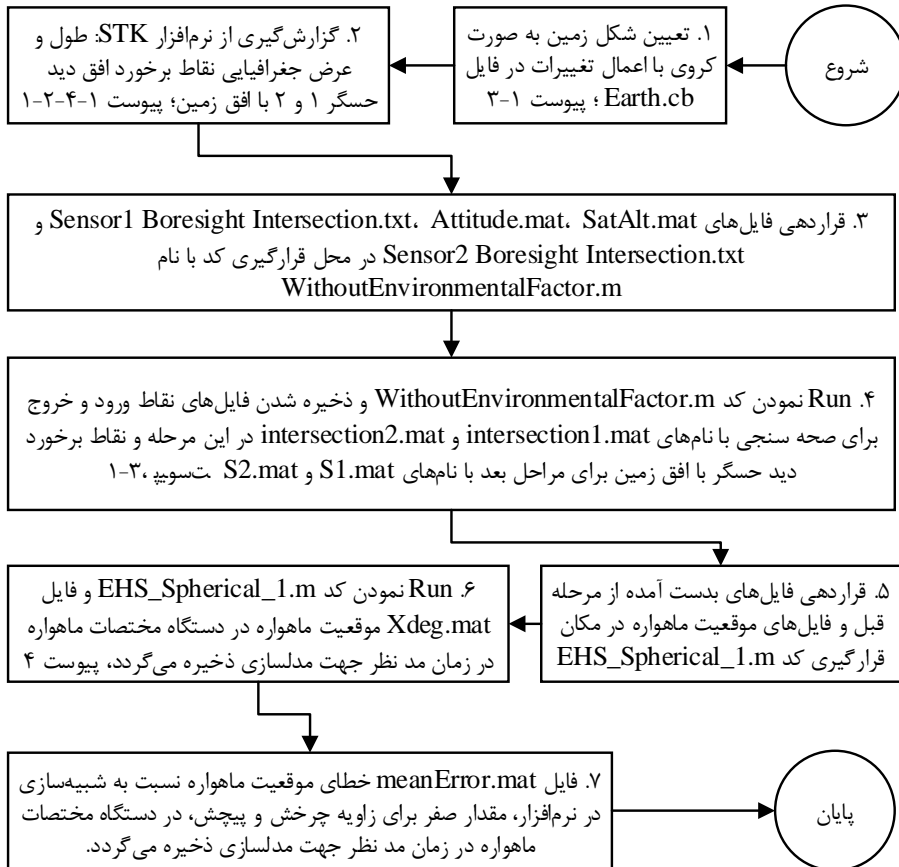 شروع
۱. تعیین شکل زمین به صورت
کروی با اعمال تغییرات در فایل
Earth.cb ؛ پیوست ۱-۳
۲. گزارش‌گیری از نرم‌افزار STK: طول و
عرض جغرافیایی نقاط برخورد افق دید
حسگر ۱ و ۲ با افق زمین؛ پیوست ۱-۴-۲-۱
۳. قراردهی فایل‌های Sensor1 Boresight Intersection.txt، Attitude.mat، SatAlt.mat و
Sensor2 Boresight Intersection.txt در محل قرارگیری کد با نام
WithoutEnvironmentalFactor.m
۴. Run نمودن کد WithoutEnvironmentalFactor.m و ذخیره شدن فایل‌های نقاط ورود و خروج
برای صحه سنجی با نام‌های intersection1.mat و intersection2.mat در این مرحله و نقاط برخورد
دید حسگر با افق زمین برای مراحل بعد با نام‌های S1.mat و S2.mat ،۱-۳
۵. قراردهی فایل‌های بدست آمده از مرحله
قبل و فایل‌های موقعیت ماهواره در مکان
قرارگیری کد EHS_Spherical_1.m
۶. Run نمودن کد EHS_Spherical_1.m و فایل
Xdeg.mat موقعیت ماهواره در دستگاه مختصات ماهواره
در زمان مد نظر جهت مدلسازی ذخیره می‌گردد، پیوست ۴
۷. فایل meanError.mat خطای موقعیت ماهواره نسبت به شبیه‌سازی
در نرم‌افزار، مقدار صفر برای زاویه چرخش و پیچش، در دستگاه مختصات
ماهواره در زمان مد نظر جهت مدلسازی ذخیره می‌گردد.
پایان